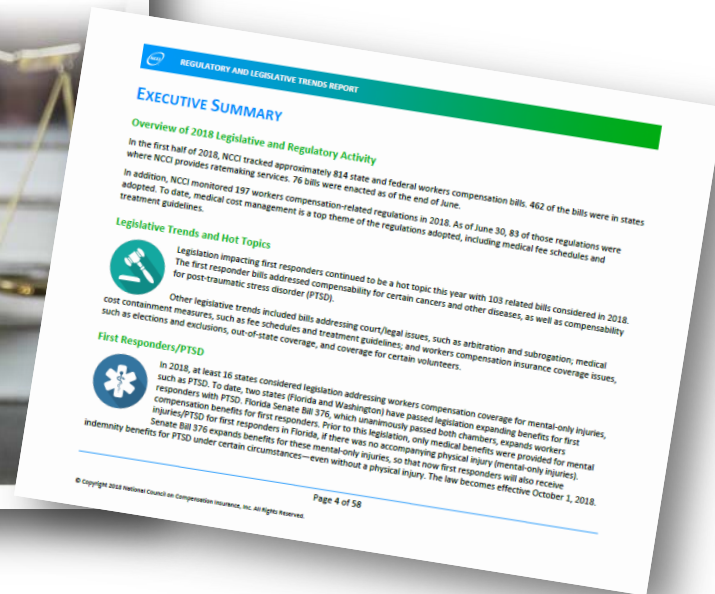 NCCI
REGULATORY AND LEGISLATIVE TRENDS REPORT
EXECUTIVE SUMMARY
Overview of 2018 Legislative and Regulatory Activity
In the first half of 2018, NCCI tracked approximately 814 state and federal workers compensation bills. 462 of the bills were in states
where NCCI provides ratemaking services. 76 bills were enacted as of the end of June.
In addition, NCCI monitored 197 workers compensation-related regulations in 2018. As of June 30, 83 of those regulations were
adopted. To date, medical cost management is a top theme of the regulations adopted, including medical fee schedules and
treatment guidelines.
Legislative Trends and Hot Topics
Legislation impacting first responders continued to be a hot topic this year with 103 related bills considered in 2018.
The first responder bills addressed compensability for certain cancers and other diseases, as well as compensability
for post-traumatic stress disorder (PTSD).
Other legislative trends included bills addressing court/legal issues, such as arbitration and subrogation; medical
cost containment measures, such as fee schedules and treatment guidelines; and workers compensation insurance coverage issues,
such as elections and exclusions, out-of-state coverage, and coverage for certain volunteers.
First Responders/PTSD
In 2018, at least 16 states considered legislation addressing workers compensation coverage for mental-only injuries,
such as PTSD. To date, two states (Florida and Washington) have passed legislation expanding benefits for first
responders with PTSD. Florida Senate Bill 376, which unanimously passed both chambers, expands workers
compensation benefits for first responders. Prior to this legislation, only medical benefits were provided for mental
injuries/PTSD for first responders in Florida, if there was no accompanying physical injury (mental-only injuries).
Senate Bill 376 expands benefits for these mental-only injuries, so that now first responders will also receive
indemnity benefits for PTSD under certain circumstances—even without a physical injury. The law becomes effective October 1, 2018.
Page 4 of 58
© Copyright 2018 National Council on Compensation Insurance, Inc. All Rights Reserved.